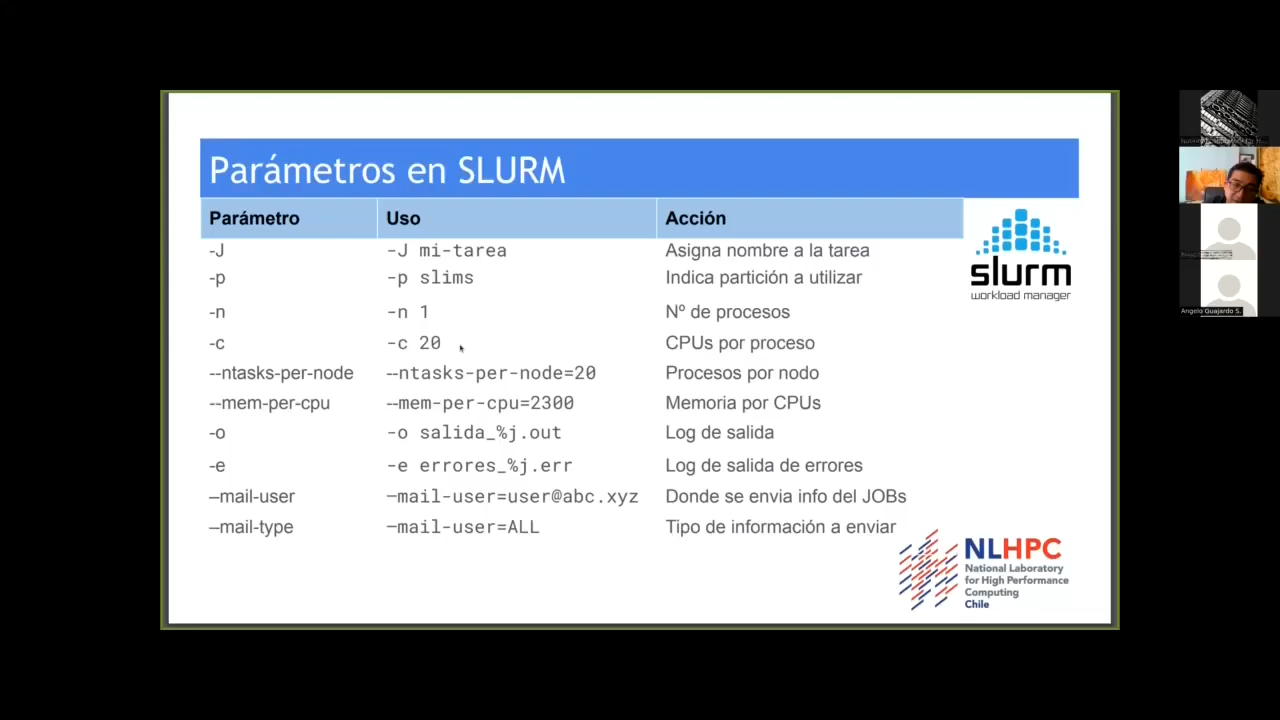 Parámetros en SLURM
Parámetro Uso Acción
-J -J mi-tarea Asigna nombre a la tarea
-p -p slims Indica partición a utilizar
-n -n 1 Nº de procesos
-c -c 20 CPUs por proceso
--ntasks-per-node --ntasks-per-node=20 Procesos por nodo
--mem-per-cpu --mem-per-cpu=2300 Memoria por CPUs
-o -o salida_%j.out Log de salida
-e -e errores_%j.err Log de salida de errores
–mail-user –mail-user=user@abc.xyz Donde se envia info del JOBs
–mail-type –mail-user=ALL Tipo de información a enviar
slurm
workload manager
NLHPC
National Laboratory
for High Performance
Computing
Chile
Angelo Guajardo S.